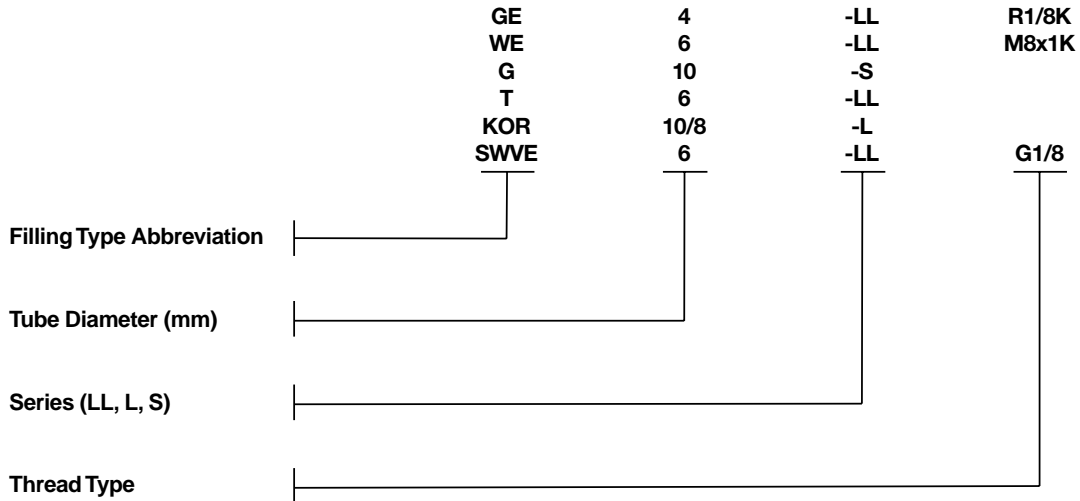 GE 4 -LL R1/8K
WE 6 -LL M8x1K
G 10 -S
T 6 -LL
KOR 10/8 -L
SWVE 6 -LL G1/8
Filling Type Abbreviation
Tube Diameter (mm)
Series (LL, L, S)
Thread Type